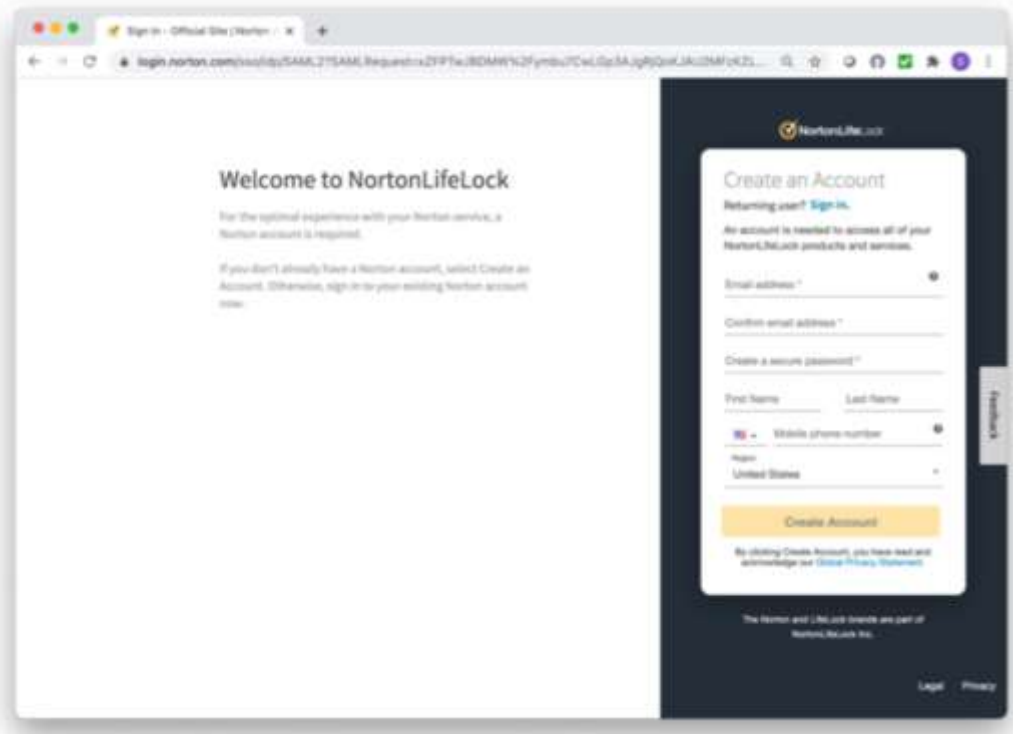 Sign In - Official Site | Norton
login.norton.com/sso/idp/SAML2?SAMLRequest=
NortonLifeLock
Welcome to NortonLifeLock
For the optimal experience with your Norton service, a
Norton account is required.
If you don't already have a Norton account, select Create an
Account. Otherwise, sign in to your existing Norton account
now.
Create an Account
Returning user? Sign in.
An account is needed to access all of your
NortonLifeLock products and services.
Email address *
Confirm email address *
Create a secure password *
First Name Last Name
Mobile phone number
Region
United States
Create Account
By clicking Create Account, you have read and
acknowledge our Global Privacy Statement
The Norton and LifeLock brands are part of
NortonLifeLock Inc.
Legal Privacy
Feedback